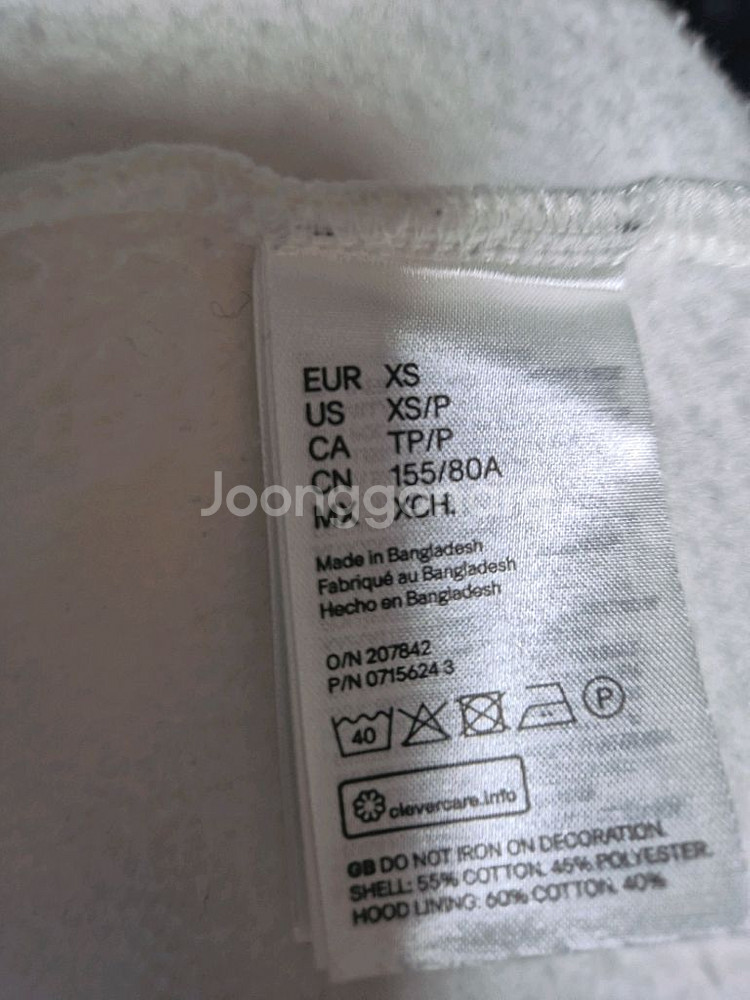 EUR XS
US XS/P
CA TP/P
CN 155/80A
MX XCH.
Made in Bangladesh
Fabriqué au Bangladesh
Hecho en Bangladesh
O/N 207842
P/N 0715624 3
40
P
clevercare.info
GB DO NOT IRON ON DECORATION.
SHELL: 55% COTTON. 45% POLYESTER.
HOOD LINING: 60% COTTON. 40%